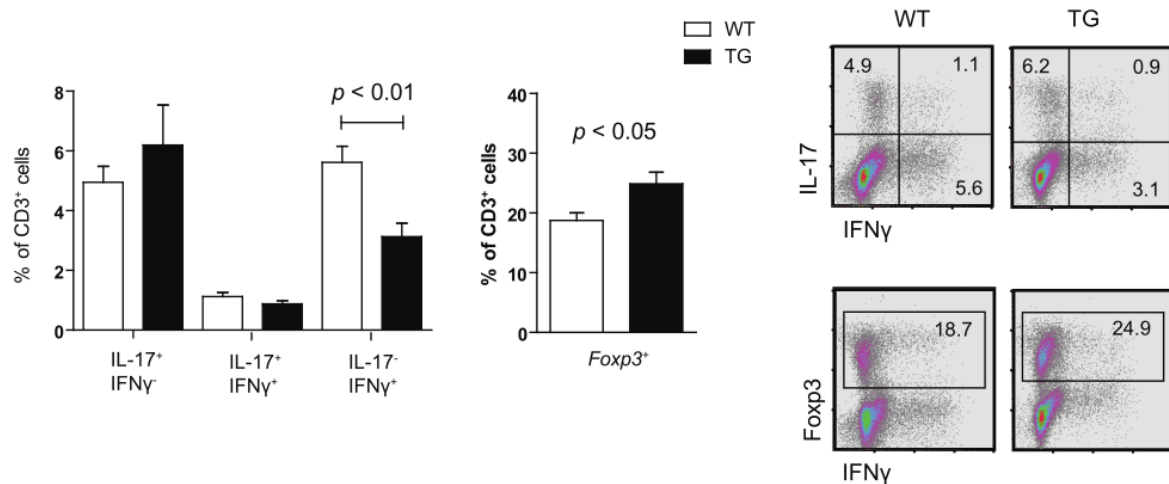 WT
TG
8
6
4
2
0
% of CD3⁺ cells
p < 0.01
IL-17⁺
IFNγ⁻
IL-17⁺
IFNγ⁺
IL-17⁻
IFNγ⁺
40
30
20
10
0
% of CD3⁺ cells
p < 0.05
Foxp3⁺
WT
TG
4.9
1.1
5.6
6.2
0.9
3.1
IL-17
IFNγ
18.7
24.9
Foxp3
IFNγ